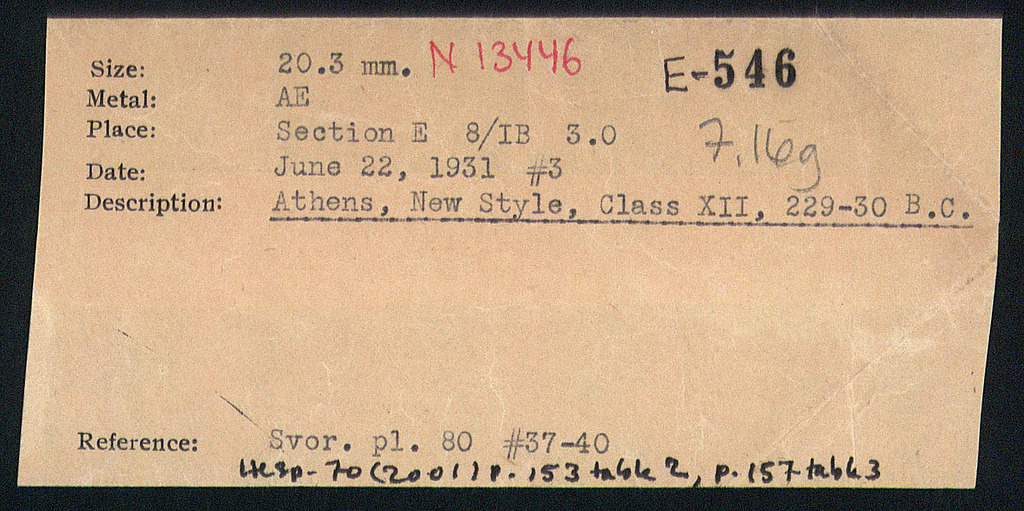 Size: 20.3 mm. N 13446 E-546
Metal: AE
Place: Section E 8/IB 3.0 7.16g
Date: June 22, 1931 #3
Description: Athens, New Style, Class XII, 229-30 B.C.
Reference: Svor. pl. 80 #37-40
Hesp. 70 (2001) p. 153 table 2, p. 157 table 3